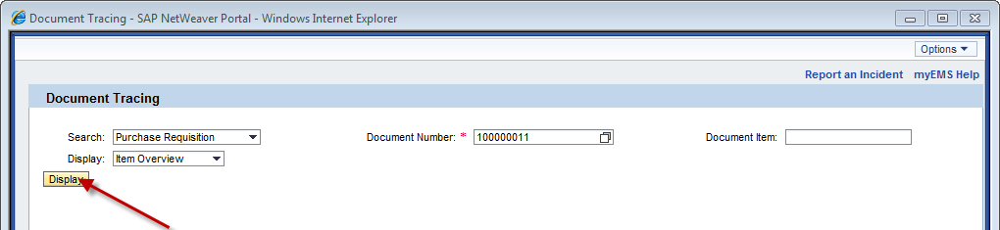 Document Tracing - SAP NetWeaver Portal - Windows Internet Explorer
Options
Report an Incident myEMS Help
Document Tracing
Search: Purchase Requisition Document Number: * 100000011 Document Item:
Display: Item Overview
Display